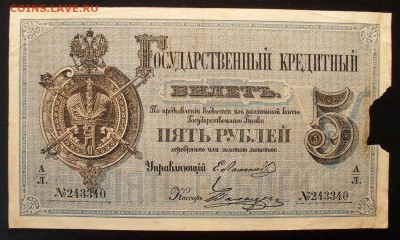 COINS.LAVE.RU
ГОСУДАРСТВЕННЫЙ КРЕДИТНЫЙ
БИЛЕТЪ.
По предъявленіи выдается изъ размѣнной кассы
Государственнаго Банка
ПЯТЬ РУБЛЕЙ
серебряною или золотою монетою.
5
Управляющій
А
Л.
А
Л.
№243340
Кассиръ
№243340